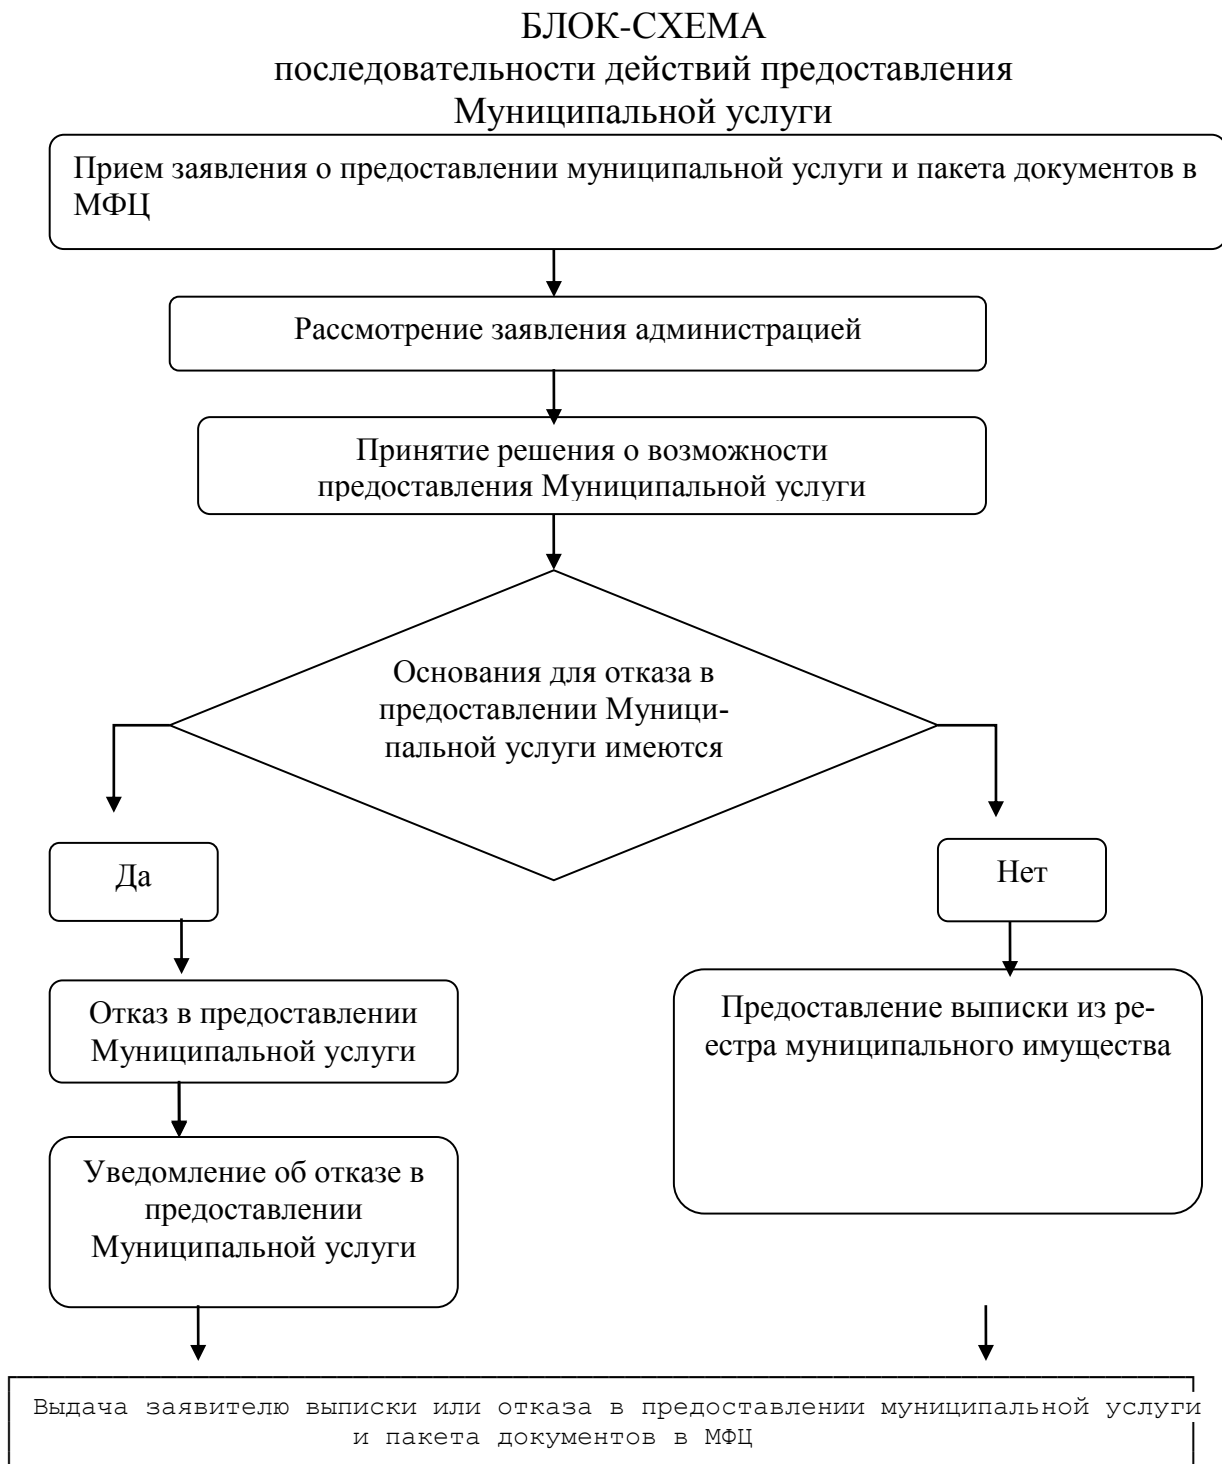 БЛОК-СХЕМА
последовательности действий предоставления
Муниципальной услуги
Прием заявления о предоставлении муниципальной услуги и пакета документов в
МФЦ
Рассмотрение заявления администрацией
Принятие решения о возможности
предоставления Муниципальной услуги
Основания для отказа в
предоставлении Муници-
пальной услуги имеются
Да
Нет
Отказ в предоставлении
Муниципальной услуги
Предоставление выписки из ре-
естра муниципального имущества
Уведомление об отказе в
предоставлении
Муниципальной услуги
Выдача заявителю выписки или отказа в предоставлении муниципальной услуги
и пакета документов в МФЦ